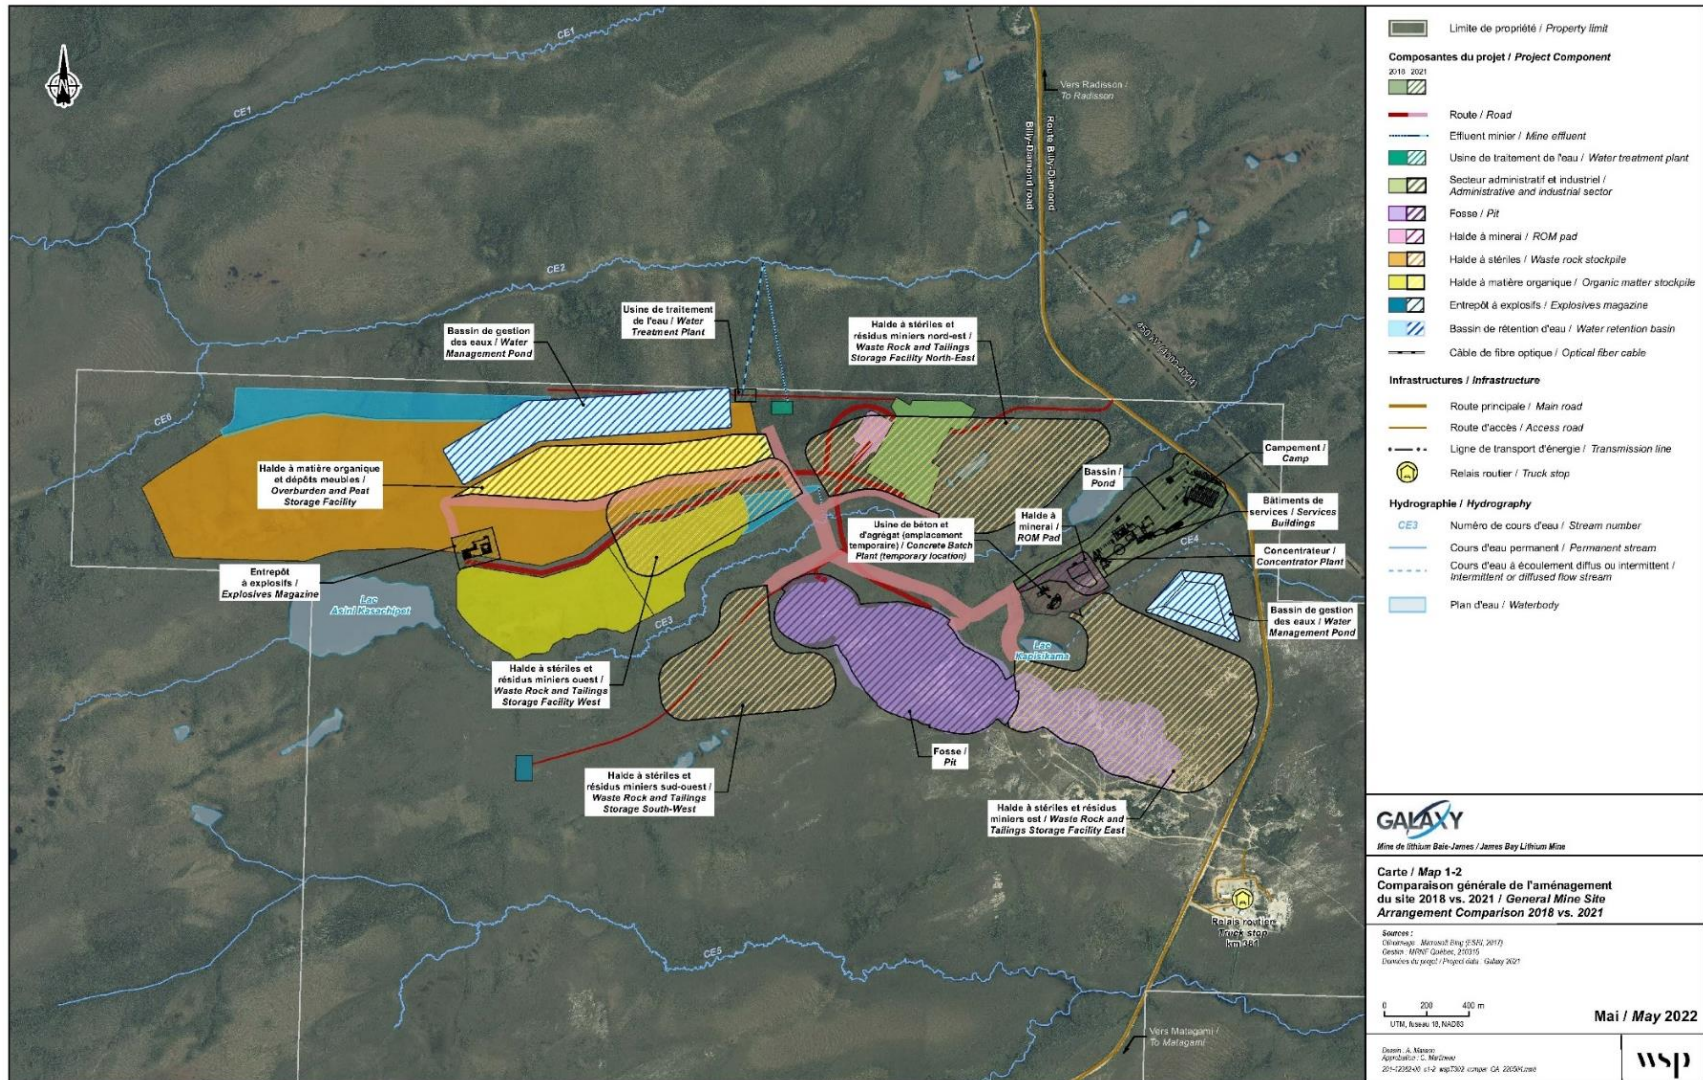 CE1
CE1
CE2
CE6
CE3
CE4
CE5
Vers Radisson /
To Radisson
Route Billy-Diamond
Billy-Diamond road
Usine de traitement
de l'eau / Water
Treatment Plant
Bassin de gestion
des eaux / Water
Management Pond
Halde à stériles et
résidus miniers nord-est /
Waste Rock and Tailings
Storage Facility North-East
Halde à matière organique
et dépôts meubles /
Overburden and Peat
Storage Facility
Campement /
Camp
Bassin /
Pond
Halde à
minerai /
ROM Pad
Bâtiments de
services / Services
Buildings
Usine de béton et
d'agrégat (emplacement
temporaire) / Concrete Batch
Plant (temporary location)
Concentrateur /
Concentrator Plant
Entrepôt
à explosifs /
Explosives Magazine
Lac
Asini Kasachipet
Bassin de gestion
des eaux / Water
Management Pond
Lac
Kapisikama
Halde à stériles et
résidus miniers ouest /
Waste Rock and Tailings
Storage Facility West
Fosse /
Pit
Halde à stériles et
résidus miniers sud-ouest /
Waste Rock and Tailings
Storage South-West
Halde à stériles et résidus
miniers est / Waste Rock and
Tailings Storage Facility East
Relais routier
Truck stop
km 381
Vers Matagami /
To Matagami
Limite de propriété / Property limit
Composantes du projet / Project Component
2018 2021
Route / Road
Effluent minier / Mine effluent
Usine de traitement de l'eau / Water treatment plant
Secteur administratif et industriel /
Administrative and industrial sector
Fosse / Pit
Halde à minerai / ROM pad
Halde à stériles / Waste rock stockpile
Halde à matière organique / Organic matter stockpile
Entrepôt à explosifs / Explosives magazine
Bassin de rétention d'eau / Water retention basin
Câble de fibre optique / Optical fiber cable
Infrastructures / Infrastructure
Route principale / Main road
Route d'accès / Access road
Ligne de transport d'énergie / Transmission line
Relais routier / Truck stop
Hydrographie / Hydrography
CE3 Numéro de cours d'eau / Stream number
Cours d'eau permanent / Permanent stream
Cours d'eau à écoulement diffus ou intermittent /
Intermittent or diffused flow stream
Plan d'eau / Waterbody
GALAXY
Mine de lithium Baie-James / James Bay Lithium Mine
Carte / Map 1-2
Comparaison générale de l'aménagement
du site 2018 vs. 2021 / General Mine Site
Arrangement Comparison 2018 vs. 2021
Sources :
Données du projet / Project data : Galaxy 2021
0 200 400 m
UTM, fuseau 18, NAD83
Mai / May 2022
wsp